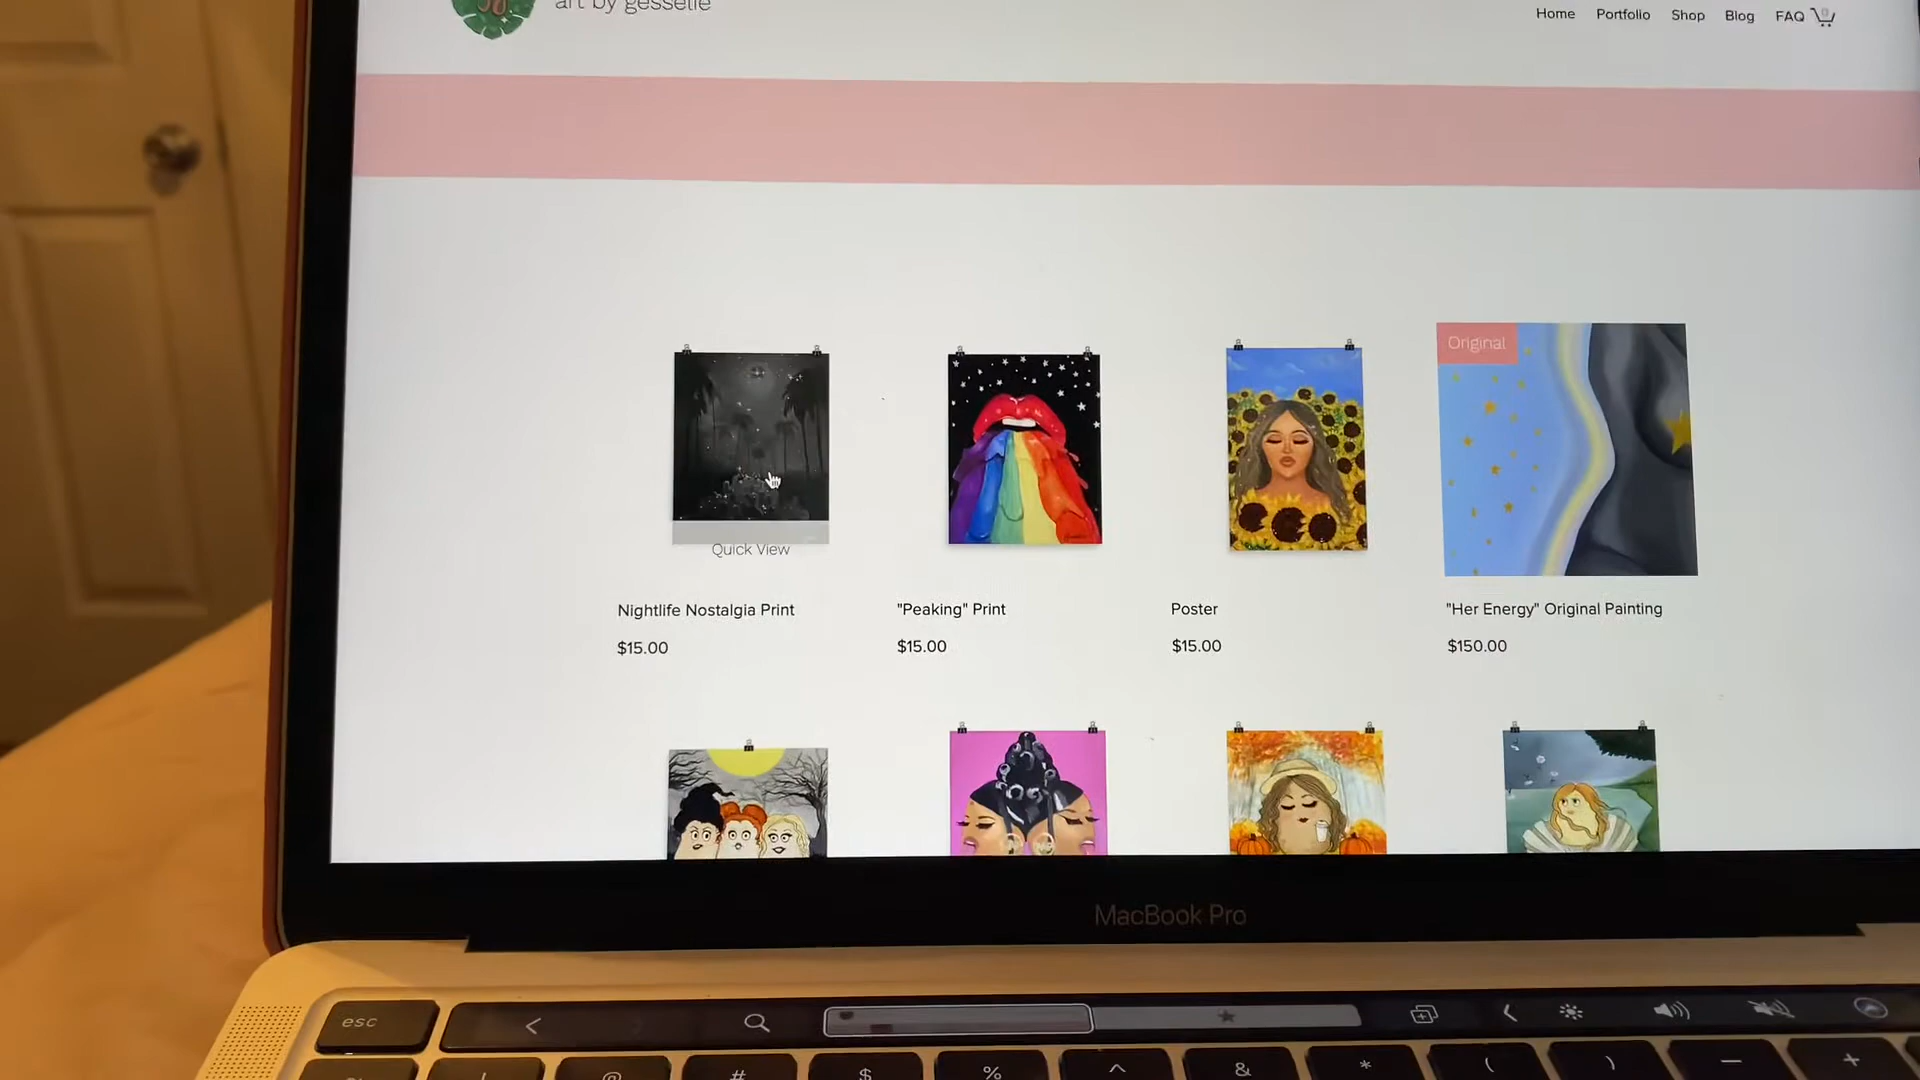 art by gesselle
Home Portfolio Shop Blog FAQ
Original
Quick View
Nightlife Nostalgia Print
"Peaking" Print
Poster
"Her Energy" Original Painting
$15.00
$15.00
$15.00
$150.00
MacBook Pro
esc
! @ # $ % ^ & * ( ) — +